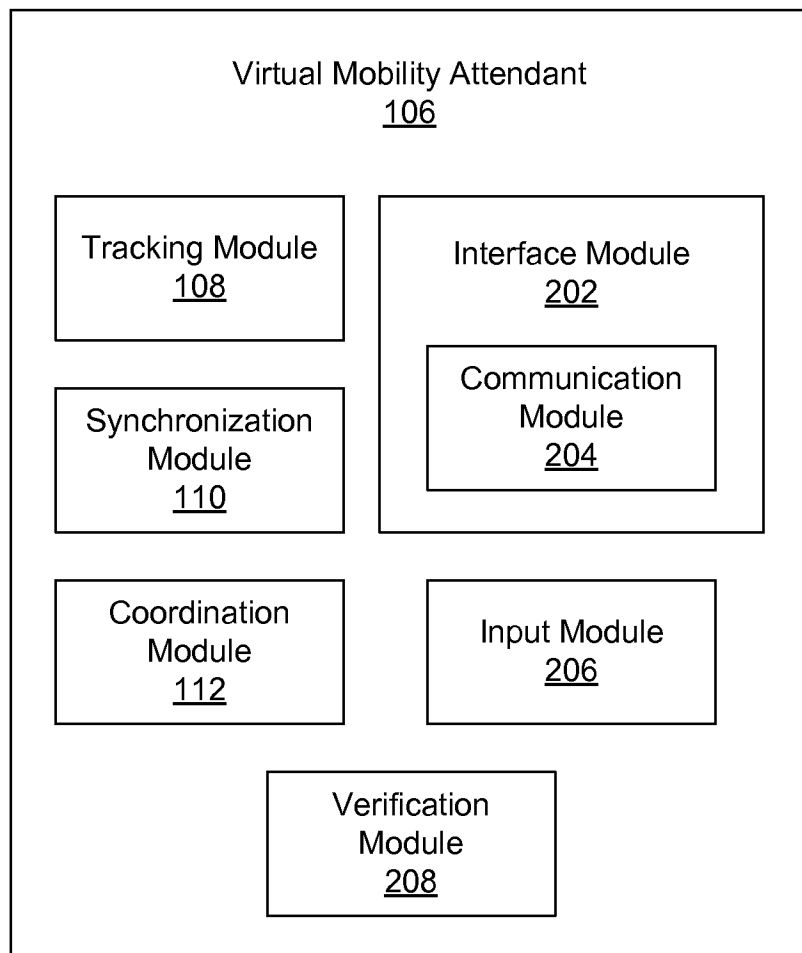 Virtual Mobility Attendant
106
Tracking Module
108
Interface Module
202
Communication
Module
204
Synchronization
Module
110
Coordination
Module
112
Input Module
206
Verification
Module
208